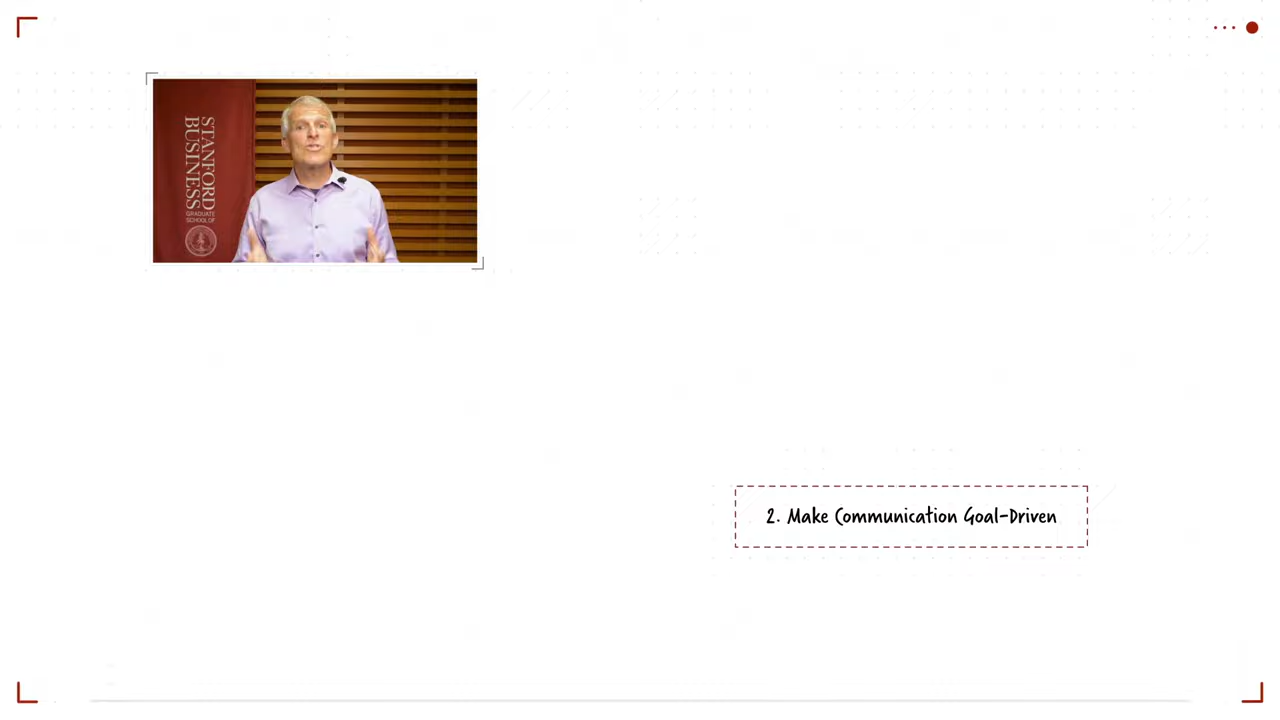 STANFORD
BUSINESS
GRADUATE
SCHOOL OF
2. Make Communication Goal-Driven